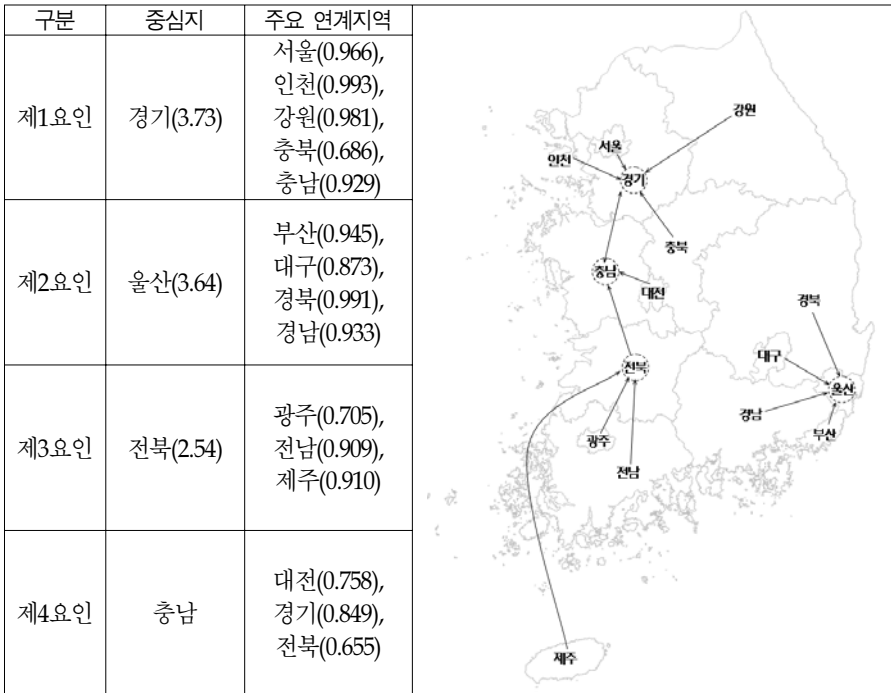 구분 중심지 주요 연계지역
제1요인 경기(3.73) 서울(0.966),
인천(0.993),
강원(0.981),
충북(0.686),
충남(0.929)
제2요인 울산(3.64) 부산(0.945),
대구(0.873),
경북(0.991),
경남(0.933)
제3요인 전북(2.54) 광주(0.705),
전남(0.909),
제주(0.910)
제4요인 충남 대전(0.758),
경기(0.849),
전북(0.655)
강원
서울
인천
경기
충북
충남
대전
경북
대구
전북
울산
경남
부산
광주
전남
제주